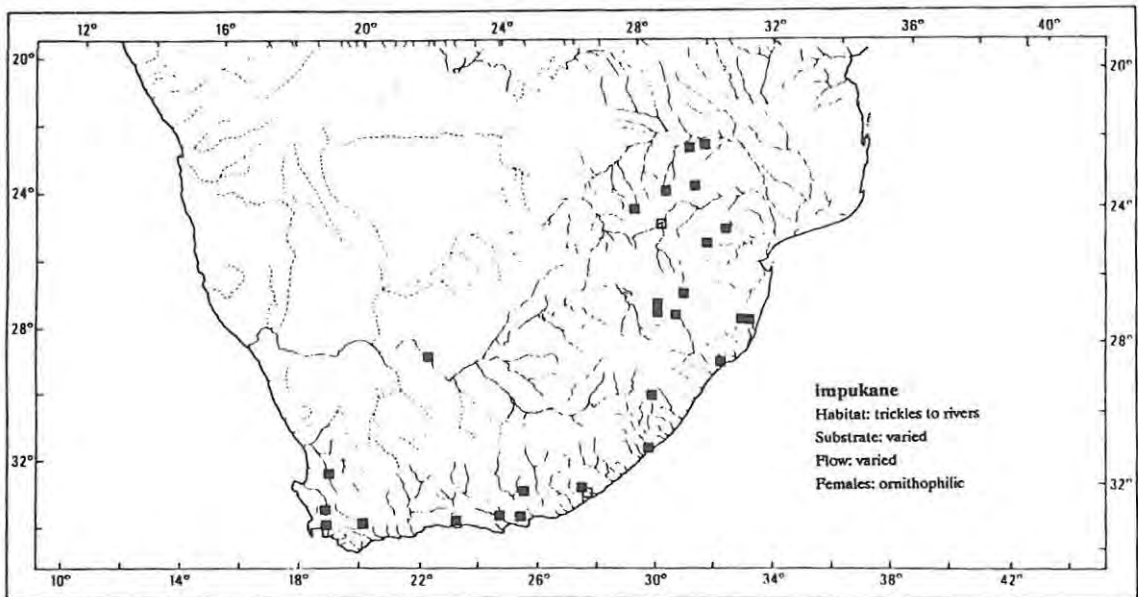 12° 16° 20° 24° 28° 32° 36° 40°
20° 20°
24° 24°
28° 28°
32° 32°
impukane
Habitat: trickles to rivers
Substrate: varied
Flow: varied
Females: ornithophilic
10° 14° 18° 22° 26° 30° 34° 38° 42°